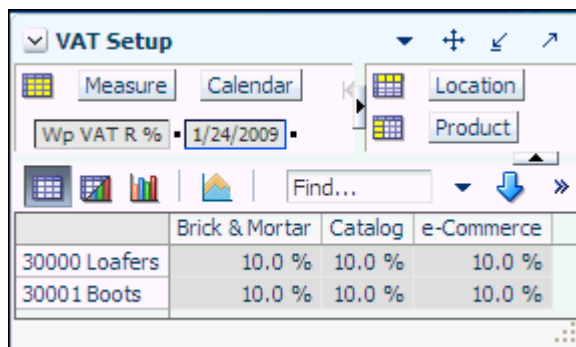 VAT Setup
Measure Calendar Location
Wp VAT R % 1/24/2009 Product
Find...
Brick & Mortar Catalog e-Commerce
30000 Loafers 10.0 % 10.0 % 10.0 %
30001 Boots 10.0 % 10.0 % 10.0 %